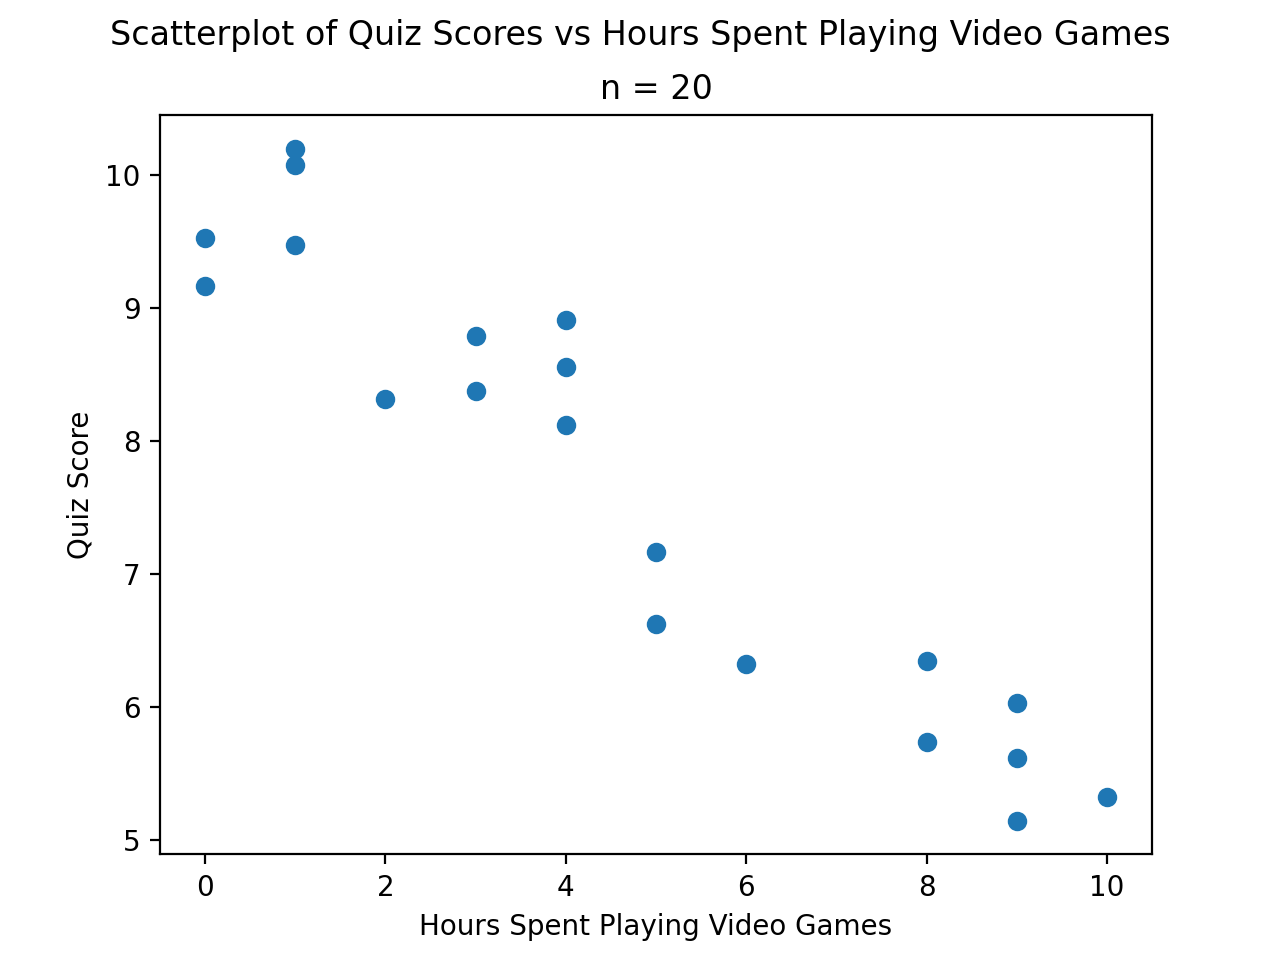 Scatterplot of Quiz Scores vs Hours Spent Playing Video Games
n = 20
10
9
8
7
6
5
Quiz Score
0 2 4 6 8 10
Hours Spent Playing Video Games